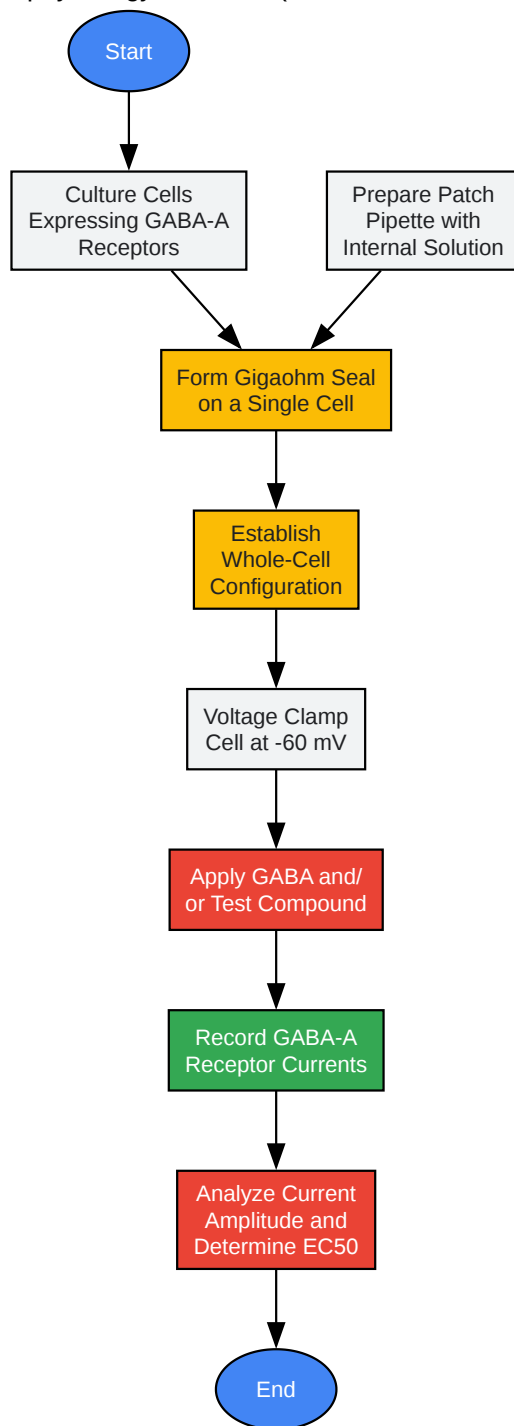 Start
Culture Cells
Expressing GABA-A
Receptors
Prepare Patch
Pipette with
Internal Solution
Form Gigaohm Seal
on a Single Cell
Establish
Whole-Cell
Configuration
Voltage Clamp
Cell at -60 mV
Apply GABA and/
or Test Compound
Record GABA-A
Receptor Currents
Analyze Current
Amplitude and
Determine EC50
End